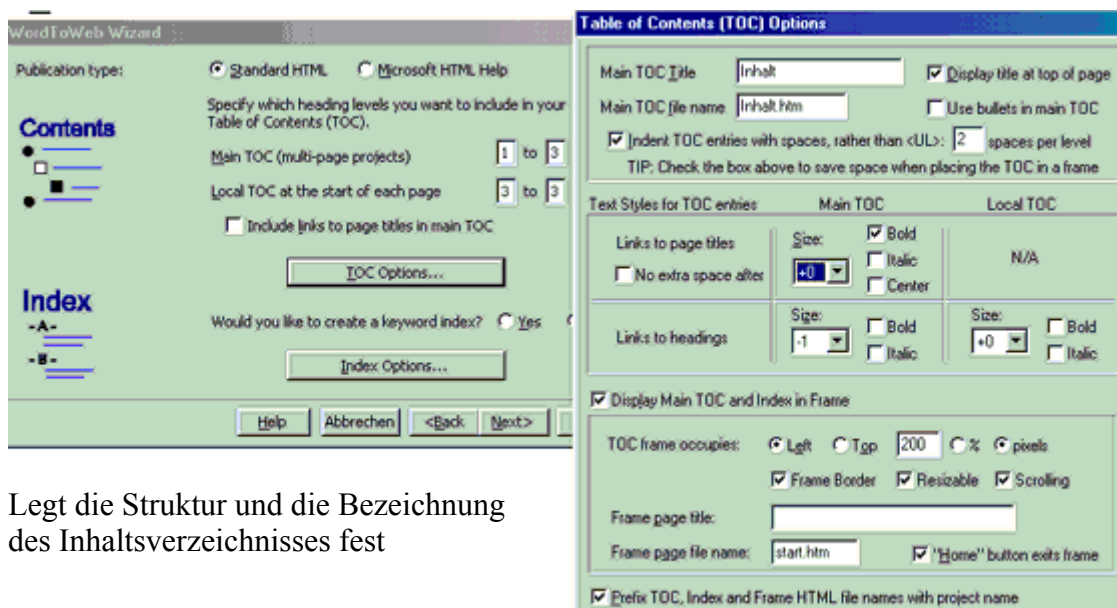 WordToWeb Wizard
Publication type:
Standard HTML
Microsoft HTML Help
Specify which heading levels you want to include in your
Table of Contents (TOC).
Contents
Main TOC (multi-page projects)
1 to 3
Local TOC at the start of each page
3 to 3
Include links to page titles in main TOC
TOC Options...
Index
-A-
-B-
Would you like to create a keyword index?
Yes
Index Options...
Help
Abbrechen
<Back
Next>
Legt die Struktur und die Bezeichnung
des Inhaltsverzeichnisses fest
Table of Contents (TOC) Options
Main TOC Title
Inhalt
Display title at top of page
Main TOC file name
Inhalt.htm
Use bullets in main TOC
Indent TOC entries with spaces, rather than <UL>:
2
spaces per level
TIP: Check the box above to save space when placing the TOC in a frame
Text Styles for TOC entries
Main TOC
Local TOC
Links to page titles
No extra space after
Size:
+0
Bold
Italic
Center
N/A
Links to headings
Size:
-1
Bold
Italic
Size:
+0
Bold
Italic
Display Main TOC and Index in Frame
TOC frame occupies:
Left
Top
200
%
pixels
Frame Border
Resizable
Scrolling
Frame page title:
Frame page file name:
start.htm
"Home" button exits frame
Prefix TOC, Index and Frame HTML file names with project name